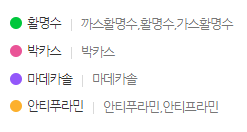 활명수 | 까스활명수,활명수,가스활명수
박카스 | 박카스
마데카솔 | 마데카솔
안티푸라민 | 안티푸라민,안티프라민